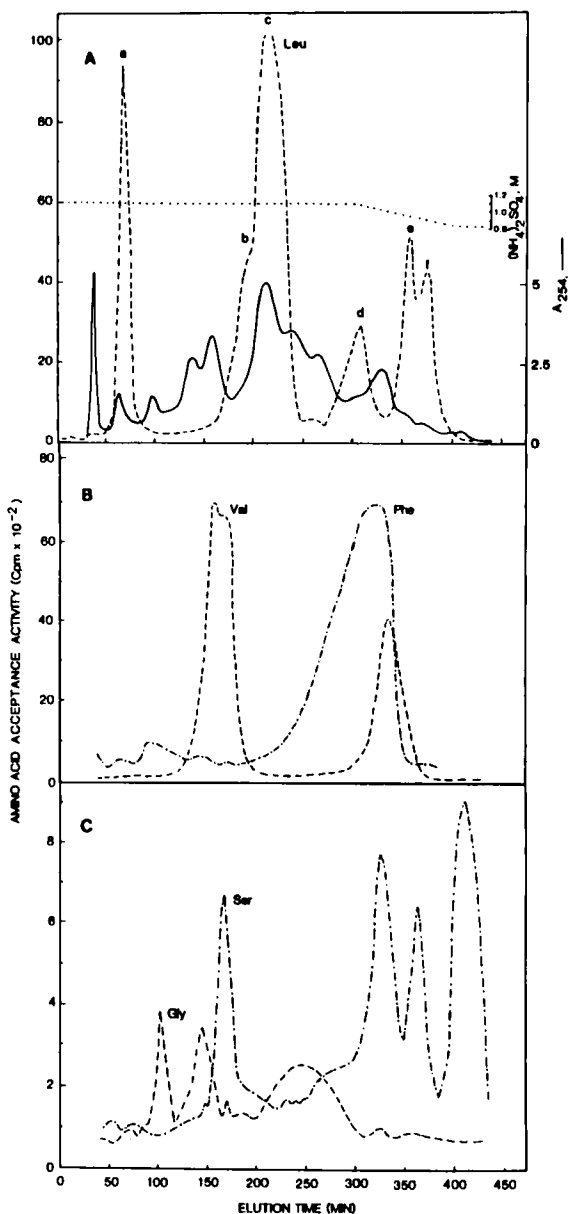 A
100
80
60
40
20
0
a
b
c
Leu
d
e
f
1.2
1.0
0.8
(NH4)2SO4, M
5
2.5
0
A254, —
B
80
60
40
20
0
Val
Phe
C
8
6
4
2
0
Gly
Ser
AMINO ACID ACCEPTANCE ACTIVITY (Cpm x 10-2)
0 50 100 150 200 250 300 350 400 450
ELUTION TIME (MIN)